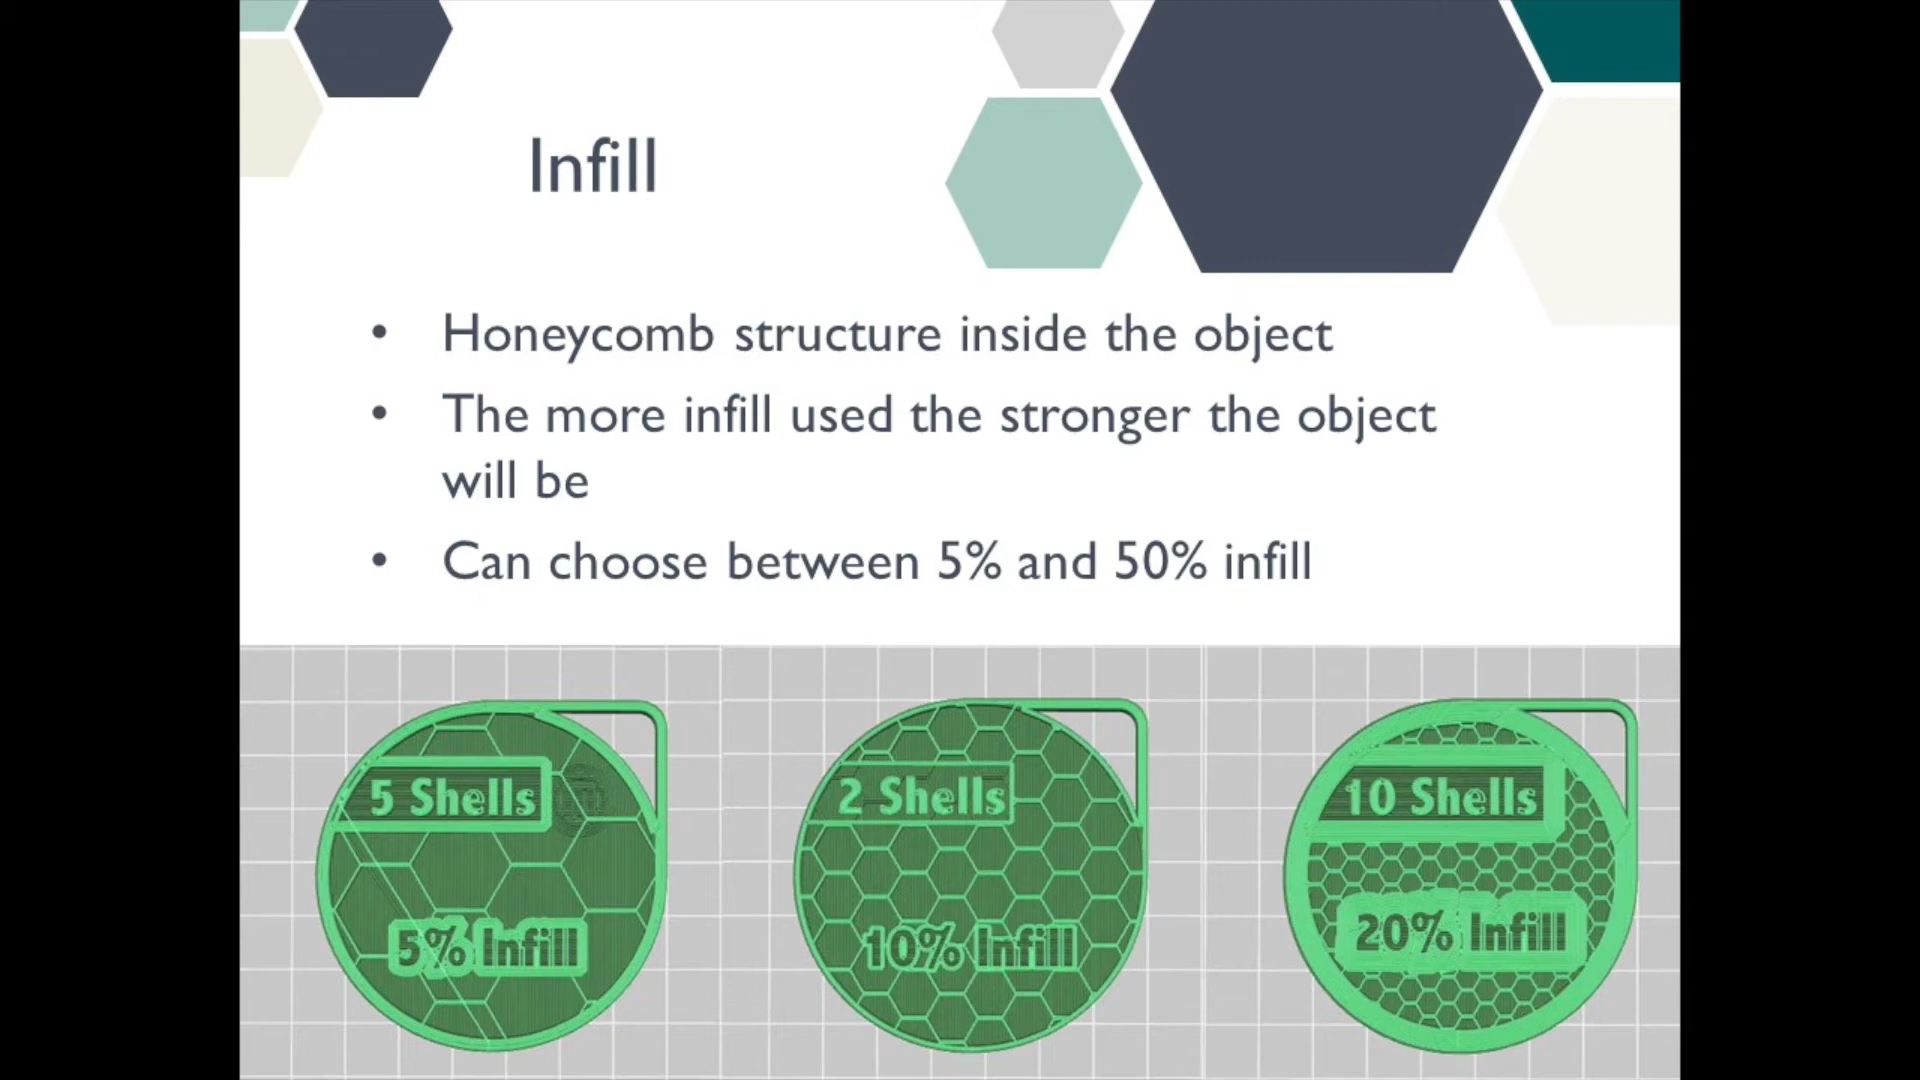 Infill
• Honeycomb structure inside the object
• The more infill used the stronger the object
will be
• Can choose between 5% and 50% infill
5 Shells
2 Shells
10 Shells
5% Infill
10% Infill
20% Infill